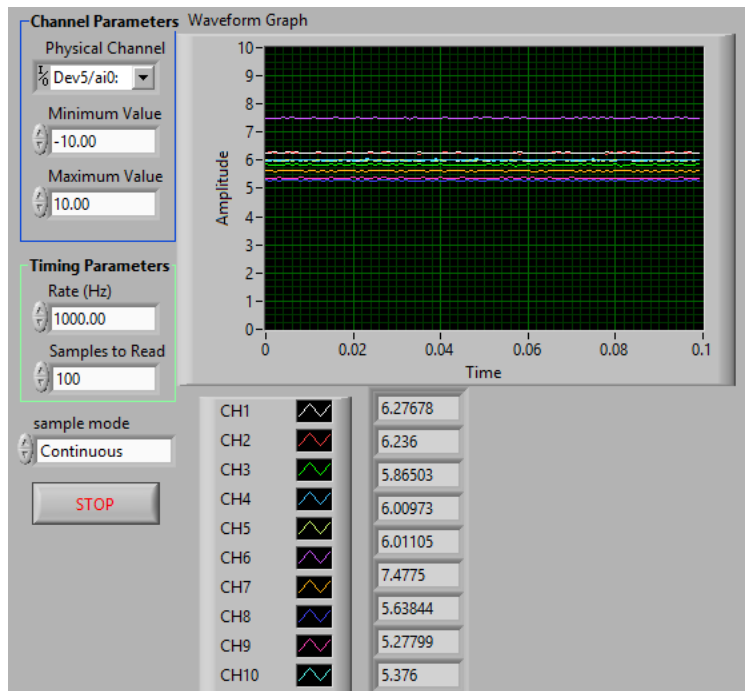 Channel Parameters
Physical Channel
I/O Dev5/ai0:
Minimum Value
-10.00
Maximum Value
10.00
Timing Parameters
Rate (Hz)
1000.00
Samples to Read
100
sample mode
Continuous
STOP
Waveform Graph
Amplitude
10
9
8
7
6
5
4
3
2
1
0
0 0.02 0.04 0.06 0.08 0.1
Time
CH1 6.27678
CH2 6.236
CH3 5.86503
CH4 6.00973
CH5 6.01105
CH6 7.4775
CH7 5.63844
CH8 5.27799
CH9 5.376
CH10